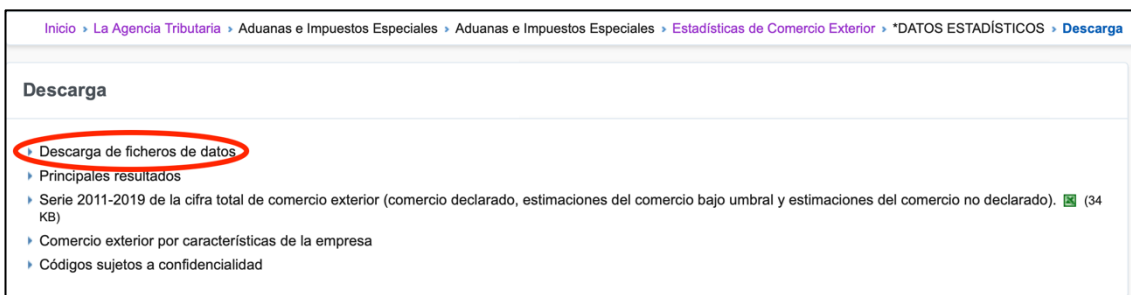 Inicio › La Agencia Tributaria › Aduanas e Impuestos Especiales › Aduanas e Impuestos Especiales › Estadísticas de Comercio Exterior › *DATOS ESTADÍSTICOS › Descarga
Descarga
Descarga de ficheros de datos
Principales resultados
Serie 2011-2019 de la cifra total de comercio exterior (comercio declarado, estimaciones del comercio bajo umbral y estimaciones del comercio no declarado). (34
KB)
Comercio exterior por características de la empresa
Códigos sujetos a confidencialidad